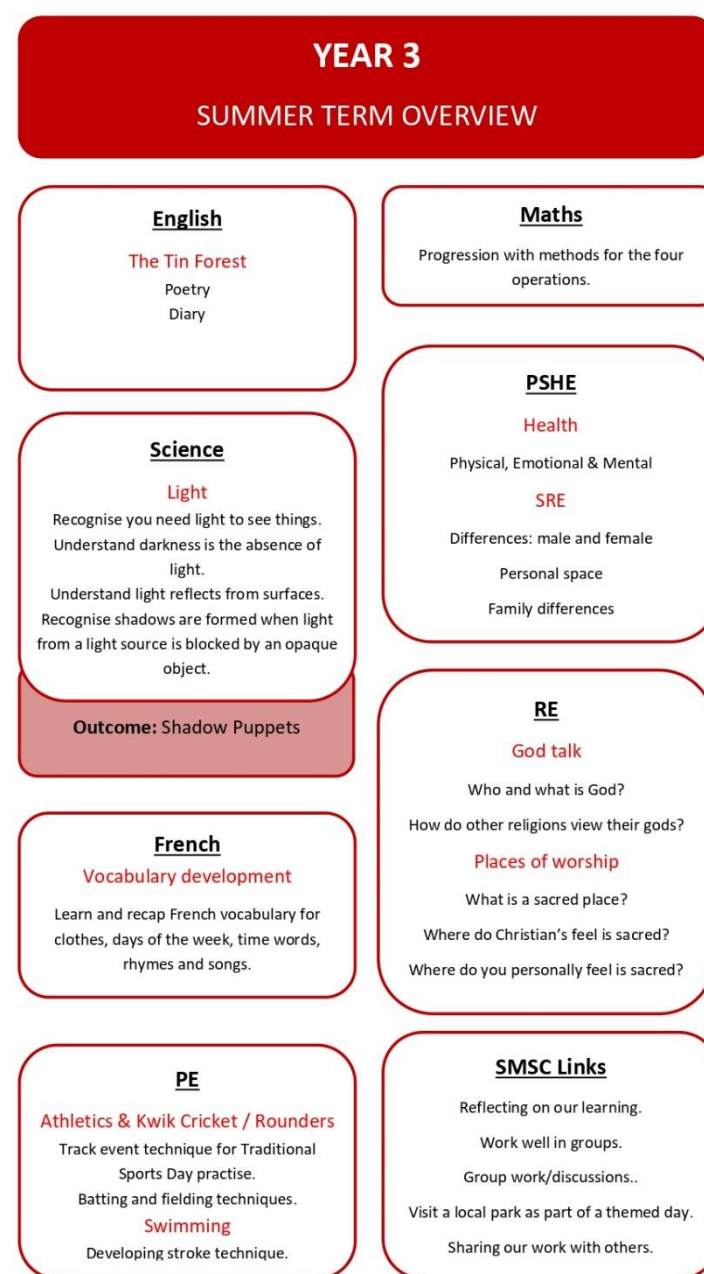 YEAR 3
SUMMER TERM OVERVIEW
English
The Tin Forest
Poetry
Diary
Science
Light
Recognise you need light to see things.
Understand darkness is the absence of
light.
Understand light reflects from surfaces.
Recognise shadows are formed when light
from a light source is blocked by an opaque
object.
Outcome: Shadow Puppets
French
Vocabulary development
Learn and recap French vocabulary for
clothes, days of the week, time words,
rhymes and songs.
PE
Athletics & Kwik Cricket / Rounders
Track event technique for Traditional
Sports Day practise.
Batting and fielding techniques.
Swimming
Developing stroke technique.
Maths
Progression with methods for the four
operations.
PSHE
Health
Physical, Emotional & Mental
SRE
Differences: male and female
Personal space
Family differences
RE
God talk
Who and what is God?
How do other religions view their gods?
Places of worship
What is a sacred place?
Where do Christian’s feel is sacred?
Where do you personally feel is sacred?
SMSC Links
Reflecting on our learning.
Work well in groups.
Group work/discussions..
Visit a local park as part of a themed day.
Sharing our work with others.